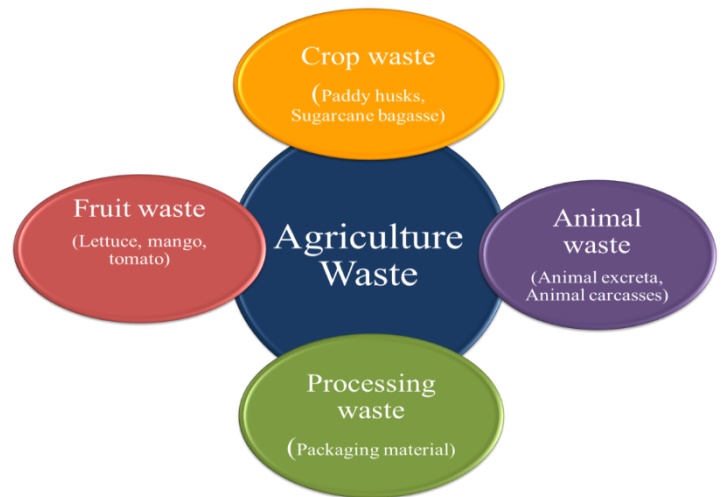 Crop waste
(Paddy husks,
Sugarcane bagasse)
Fruit waste
(Lettuce, mango,
tomato)
Agriculture
Waste
Animal
waste
(Animal excreta,
Animal carcasses)
Processing
waste
(Packaging material)